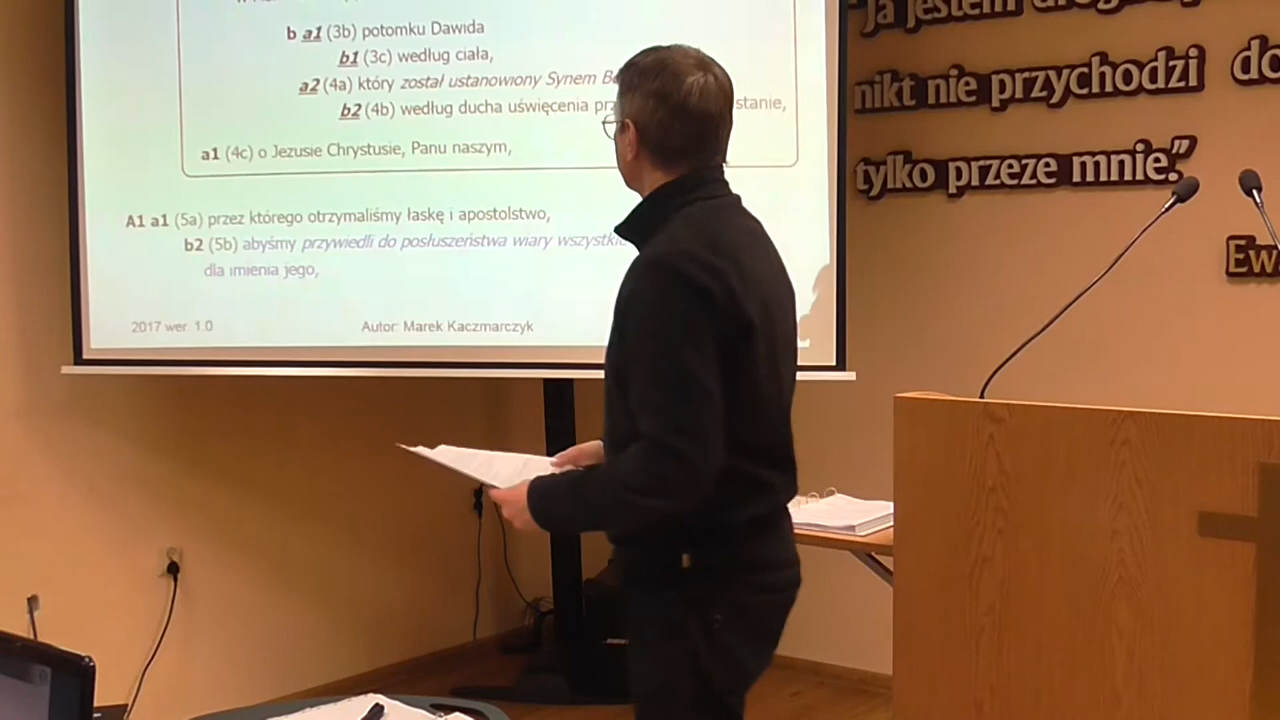 b a1 (3b) potomku Dawida
b1 (3c) według ciała,
a2 (4a) który został ustanowiony Synem
b2 (4b) według ducha uświęcenia stanie,
a1 (4c) o Jezusie Chrystusie, Panu naszym,
A1 a1 (5a) przez którego otrzymaliśmy łaskę i apostolstwo,
b2 (5b) abyśmy przywiedli do posłuszeństwa wiary
dla imienia jego,
2017 wer. 1.0 Autor: Marek Kaczmarczyk
"Ja jestem
nikt nie przychodzi do
tylko przeze mnie."
Ew